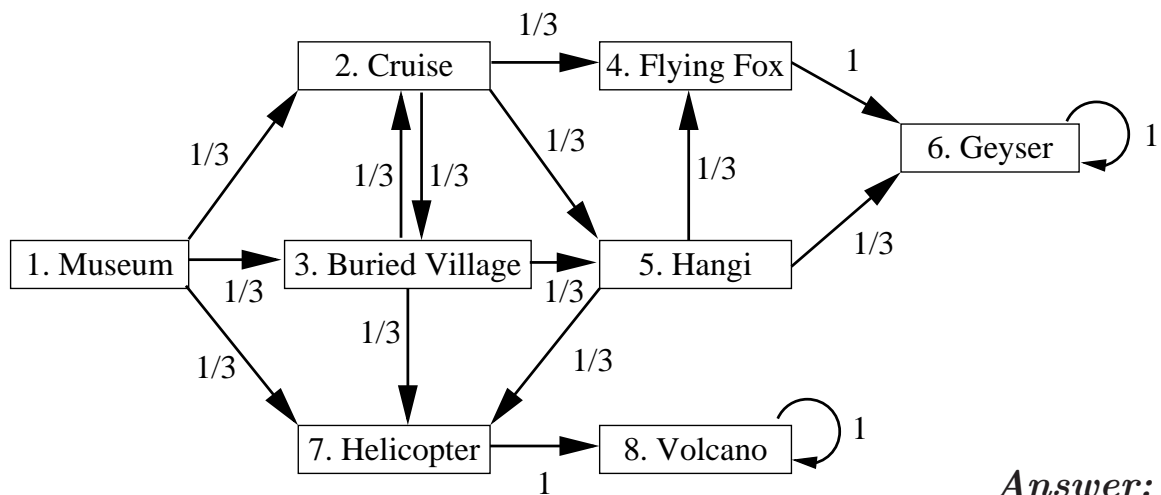 1/3
2. Cruise
4. Flying Fox
1
6. Geyser
1
1/3
1/3
1/3
1/3
1/3
1. Museum
3. Buried Village
5. Hangi
1/3
1/3
1/3
1/3
1/3
1/3
7. Helicopter
8. Volcano
1
1
Answer: